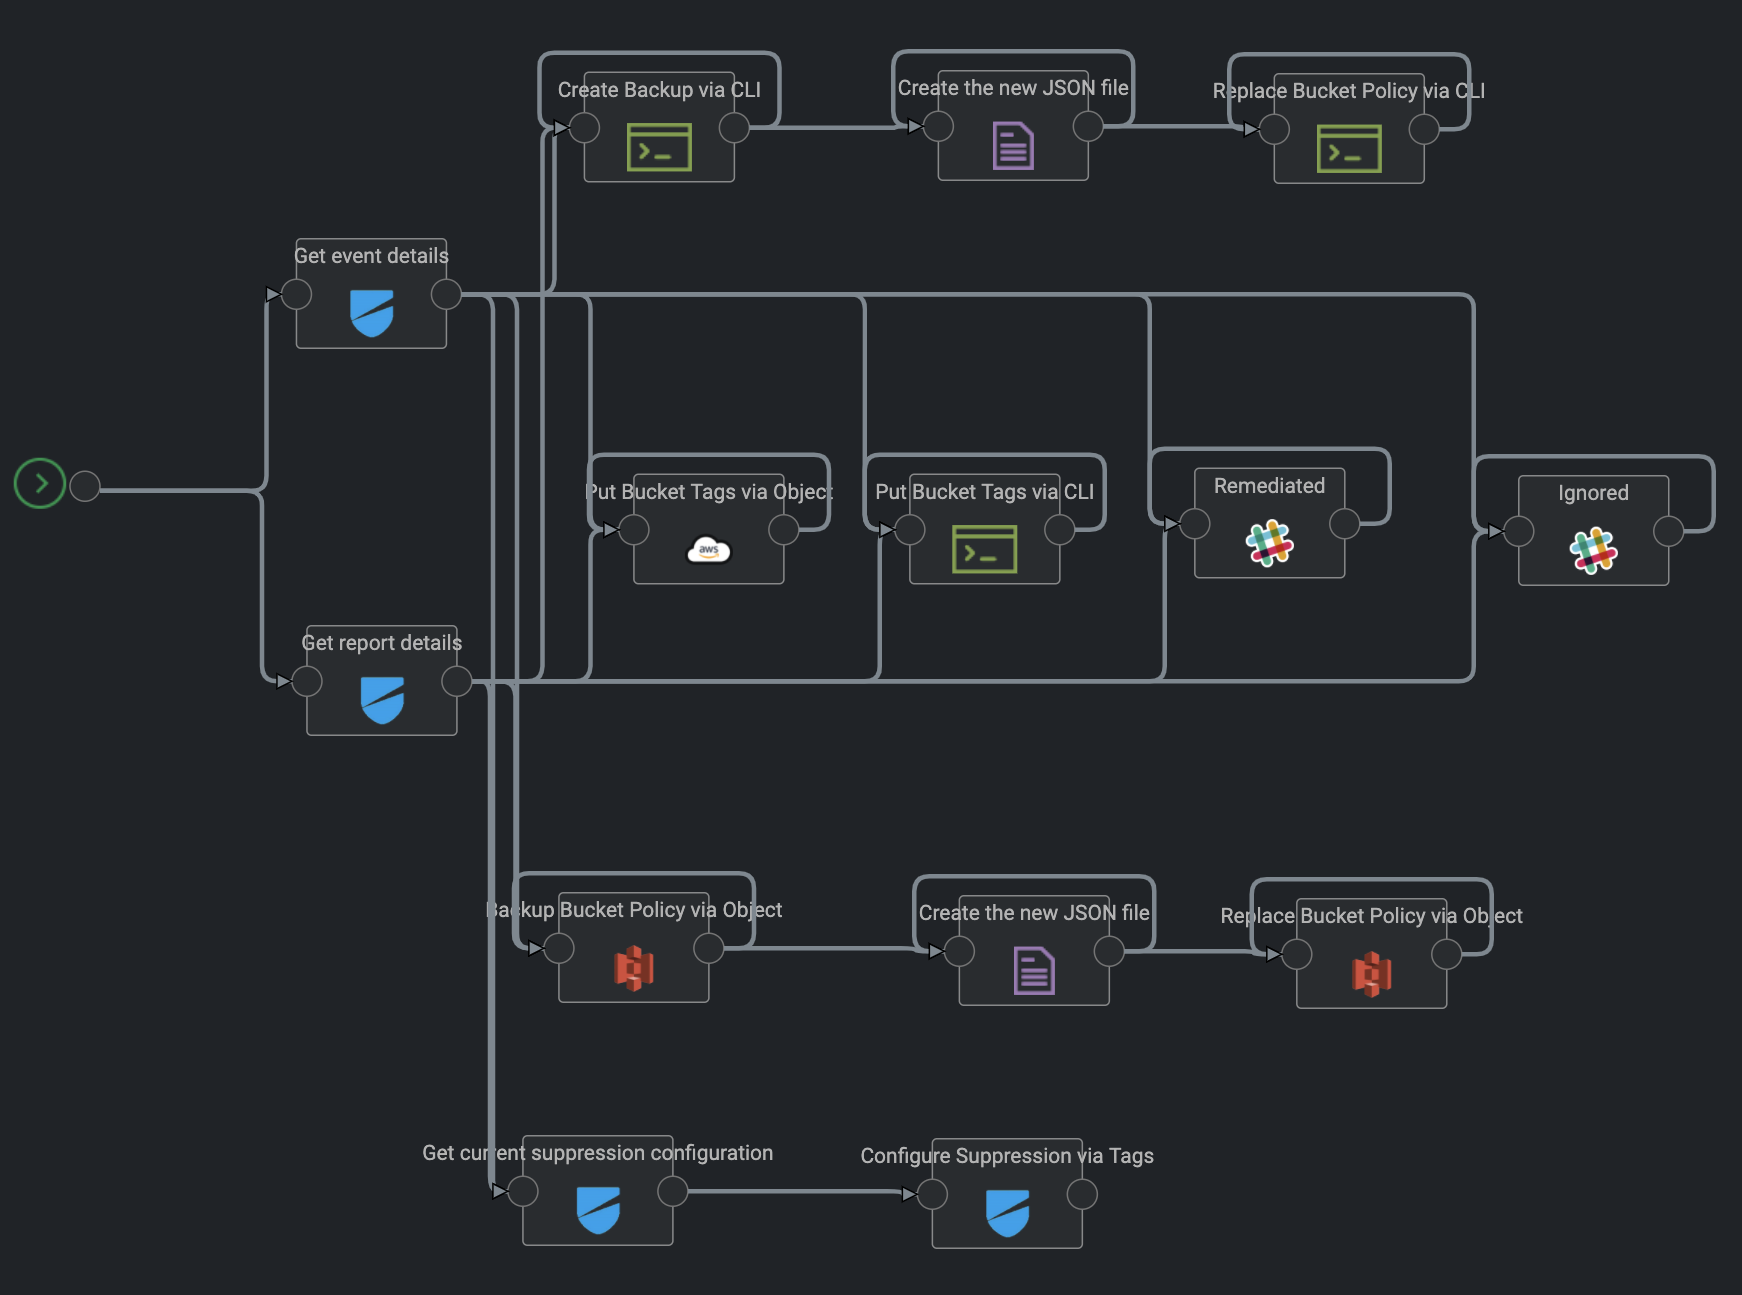 Create Backup via CLI
Create the new JSON file
Replace Bucket Policy via CLI
Get event details
Put Bucket Tags via Object
aws
Put Bucket Tags via CLI
Remediated
Ignored
Get report details
Backup Bucket Policy via Object
Create the new JSON file
Replace Bucket Policy via Object
Get current suppression configuration
Configure Suppression via Tags